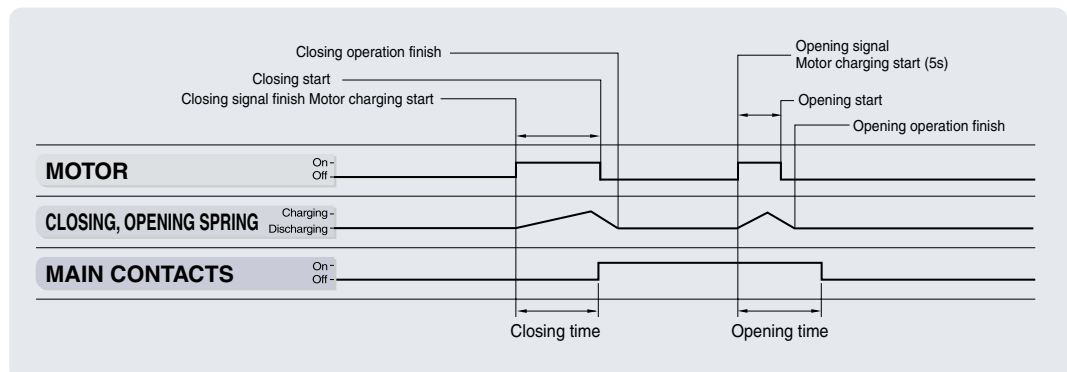 Closing operation finish
Closing start
Closing signal finish Motor charging start
Opening signal
Motor charging start (5s)
Opening start
Opening operation finish
MOTOR
On
Off
CLOSING, OPENING SPRING
Charging
Discharging
MAIN CONTACTS
On
Off
Closing time
Opening time